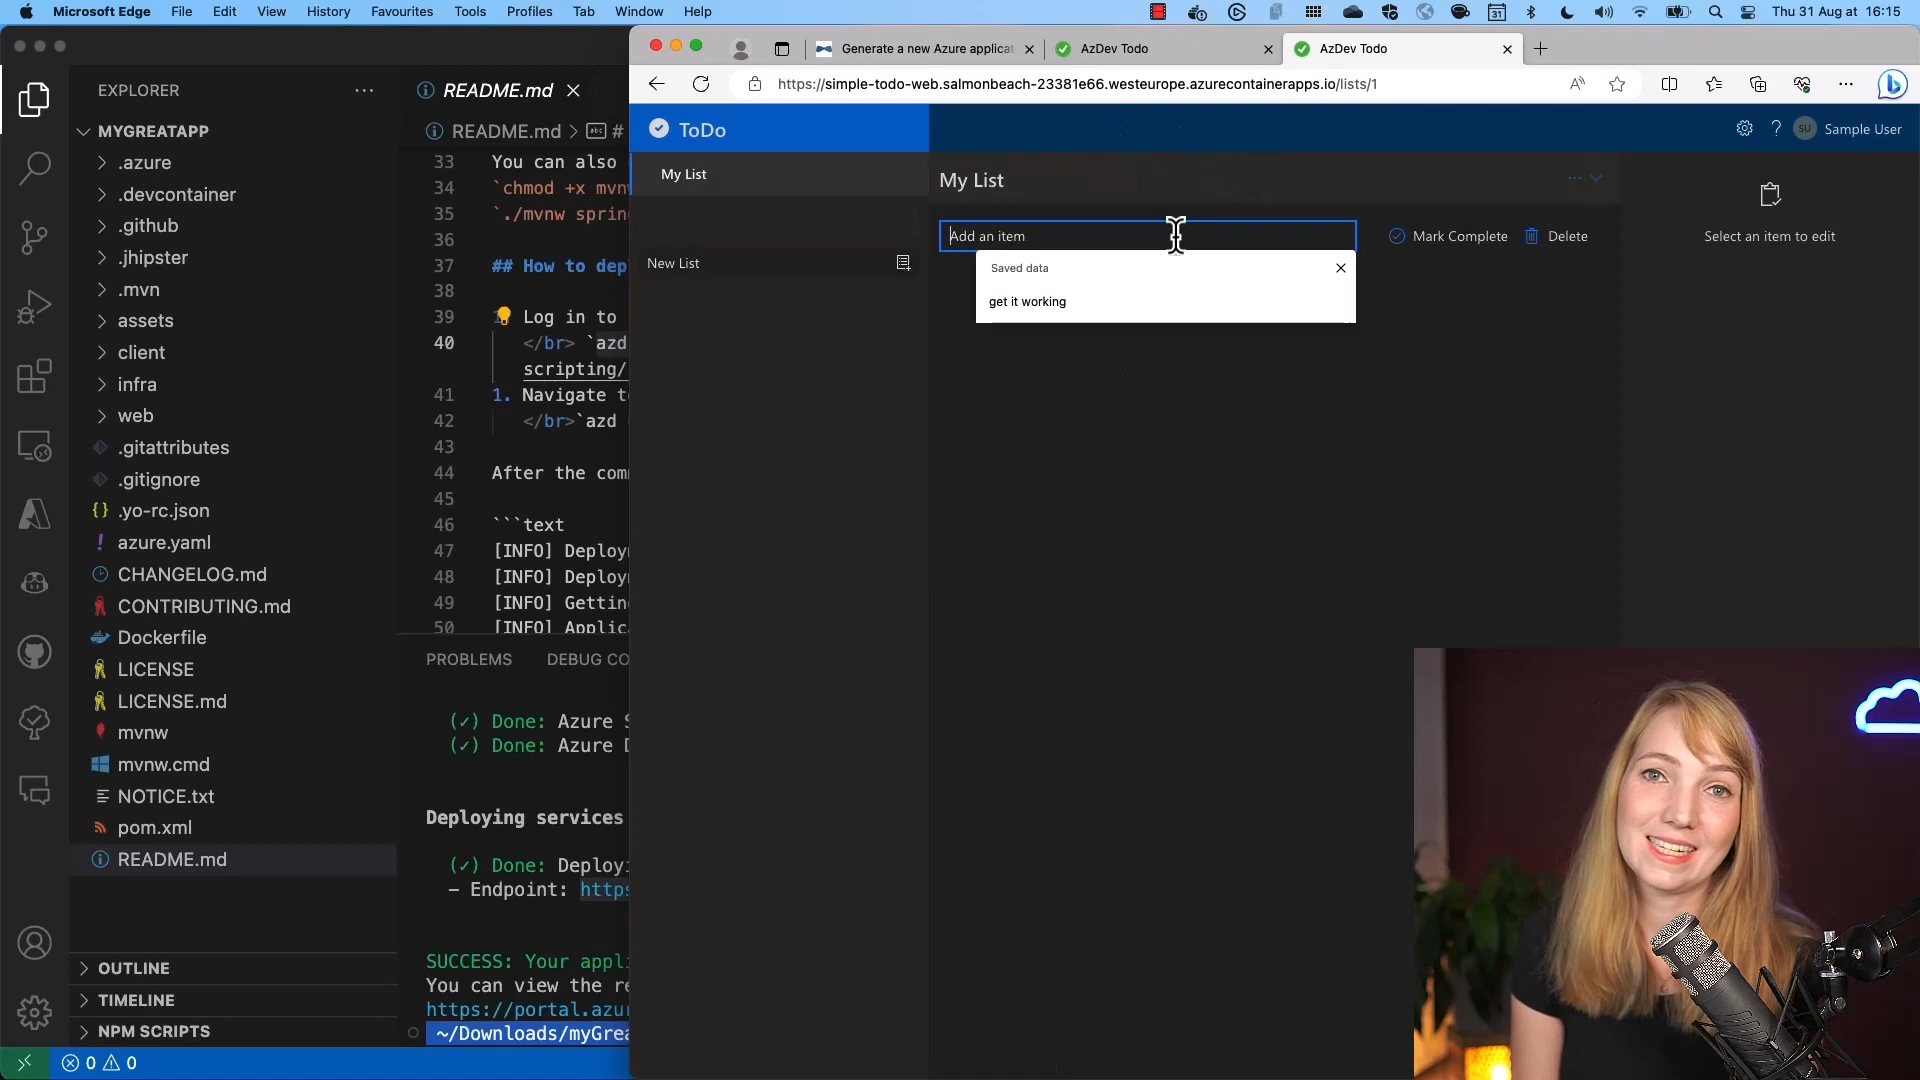 Microsoft Edge File Edit View History Favourites Tools Profiles Tab Window Help
31
Thu 31 Aug at 16:15
Generate a new Azure applicat
AzDev Todo
AzDev Todo
https://simple-todo-web.salmonbeach-23381e66.westeurope.azurecontainerapps.io/lists/1
ToDo
SU
Sample User
My List
New List
My List
Add an item
Mark Complete
Delete
Select an item to edit
Saved data
get it working
EXPLORER
MYGREATAPP
.azure
.devcontainer
.github
.jhipster
.mvn
assets
client
infra
web
.gitattributes
.gitignore
.yo-rc.json
azure.yaml
CHANGELOG.md
CONTRIBUTING.md
Dockerfile
LICENSE
LICENSE.md
mvnw
mvnw.cmd
NOTICE.txt
pom.xml
README.md
OUTLINE
TIMELINE
NPM SCRIPTS
0 0
README.md
README.md > #
33 You can also
34 `chmod +x mvnw
35 `./mvnw spring
36
37 ## How to dep
38
39 Log in to
40 </br> `azd
scripting/
41 1. Navigate t
42 </br>`azd
43
44 After the com
45
46 ```text
47 [INFO] Deploy
48 [INFO] Deploy
49 [INFO] Getting
50 [INFO] Applic
PROBLEMS DEBUG CO
(✓) Done: Azure S
(✓) Done: Azure D
Deploying services
(✓) Done: Deployi
- Endpoint: https
SUCCESS: Your appli
You can view the re
https://portal.azur
~/Downloads/myGrea